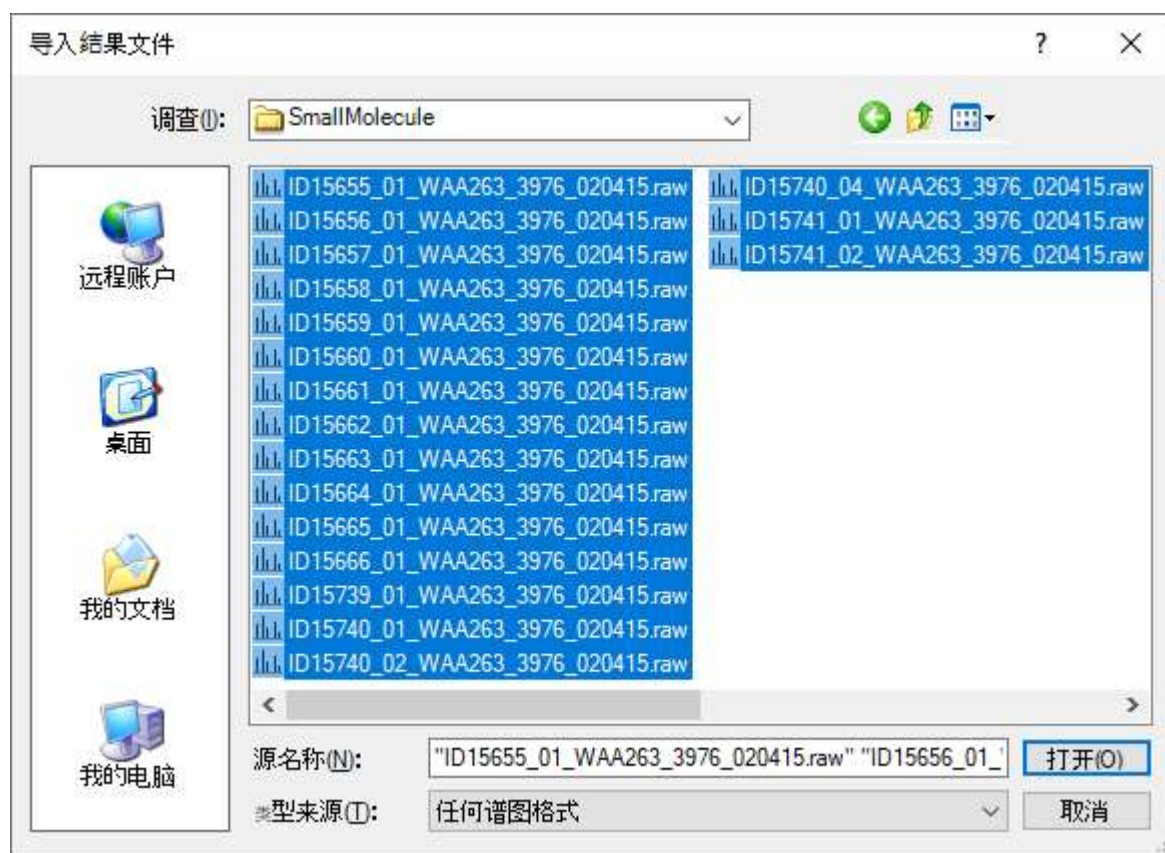 导入结果文件
?
调查(I):
SmallMolecule
远程账户
桌面
我的文档
我的电脑
ID15655_01_WAA263_3976_020415.raw
ID15656_01_WAA263_3976_020415.raw
ID15657_01_WAA263_3976_020415.raw
ID15658_01_WAA263_3976_020415.raw
ID15659_01_WAA263_3976_020415.raw
ID15660_01_WAA263_3976_020415.raw
ID15661_01_WAA263_3976_020415.raw
ID15662_01_WAA263_3976_020415.raw
ID15663_01_WAA263_3976_020415.raw
ID15664_01_WAA263_3976_020415.raw
ID15665_01_WAA263_3976_020415.raw
ID15666_01_WAA263_3976_020415.raw
ID15739_01_WAA263_3976_020415.raw
ID15740_01_WAA263_3976_020415.raw
ID15740_02_WAA263_3976_020415.raw
ID15740_04_WAA263_3976_020415.raw
ID15741_01_WAA263_3976_020415.raw
ID15741_02_WAA263_3976_020415.raw
源名称(N):
"ID15655_01_WAA263_3976_020415.raw" "ID15656_01_
打开(O)
类型来源(T):
任何谱图格式
取消